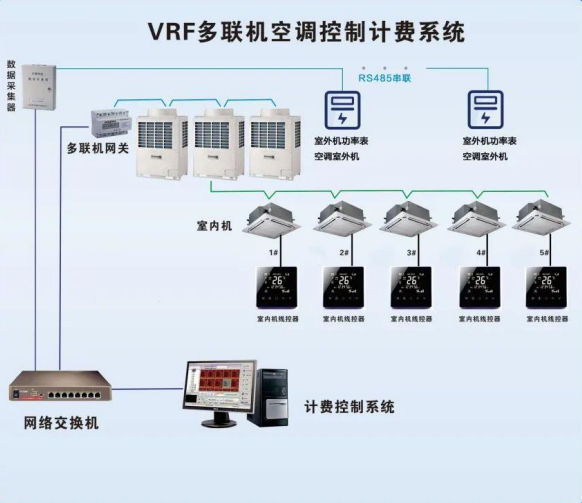 VRF多联机空调控制计费系统
数据采集器
RS485串联
多联机网关
室外机功率表
空调室外机
室外机功率表
空调室外机
室内机
1#
2#
3#
4#
5#
26
26
26
26
26
室内机线控器
室内机线控器
室内机线控器
室内机线控器
室内机线控器
网络交换机
计费控制系统